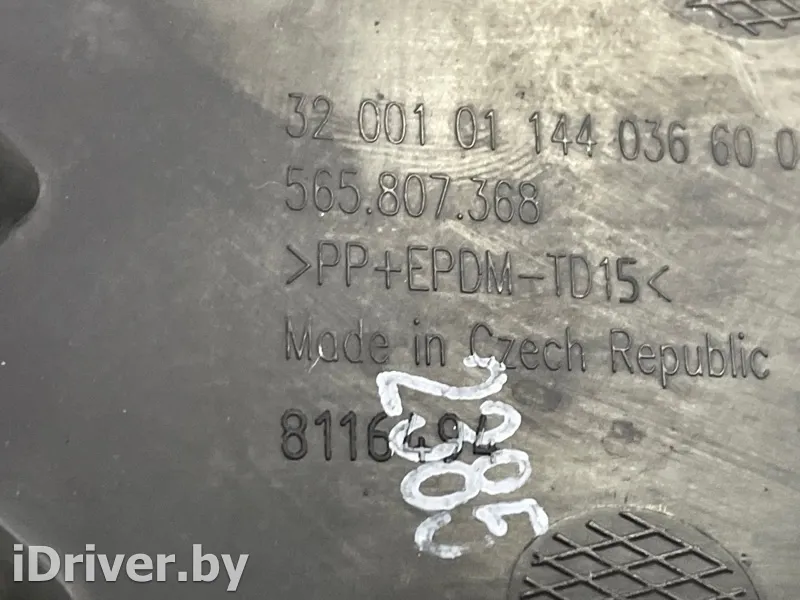 32 001 01 144 036 60 0
565.807.368
>PP+EPDM-TD15<
Made in Czech Republic
8116494
iDriver.by